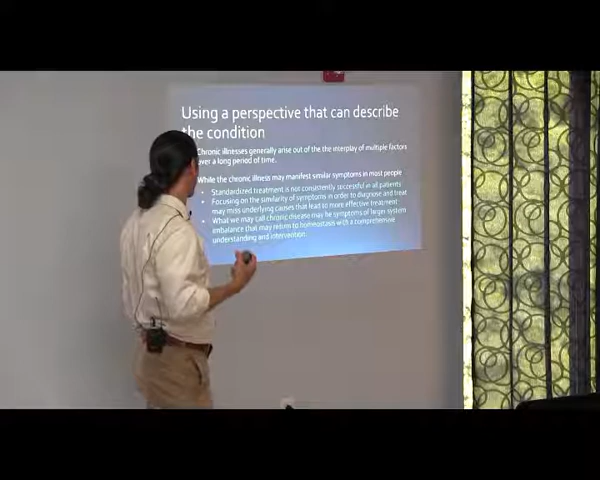 Using a perspective that can describe
the condition
Chronic illnesses generally arise out of the the interplay of multiple factors
over a long period of time.
While the chronic illness may manifest similar symptoms in most people
• Standardized treatment is not consistently successful in all patients
• Focusing on the similarity of symptoms in order to diagnose and treat
may miss underlying causes that lead to more effective treatment
• What we may call chronic disease may be symptoms of larger system
imbalance that may return to homeostasis with a comprehensive
understanding and intervention.